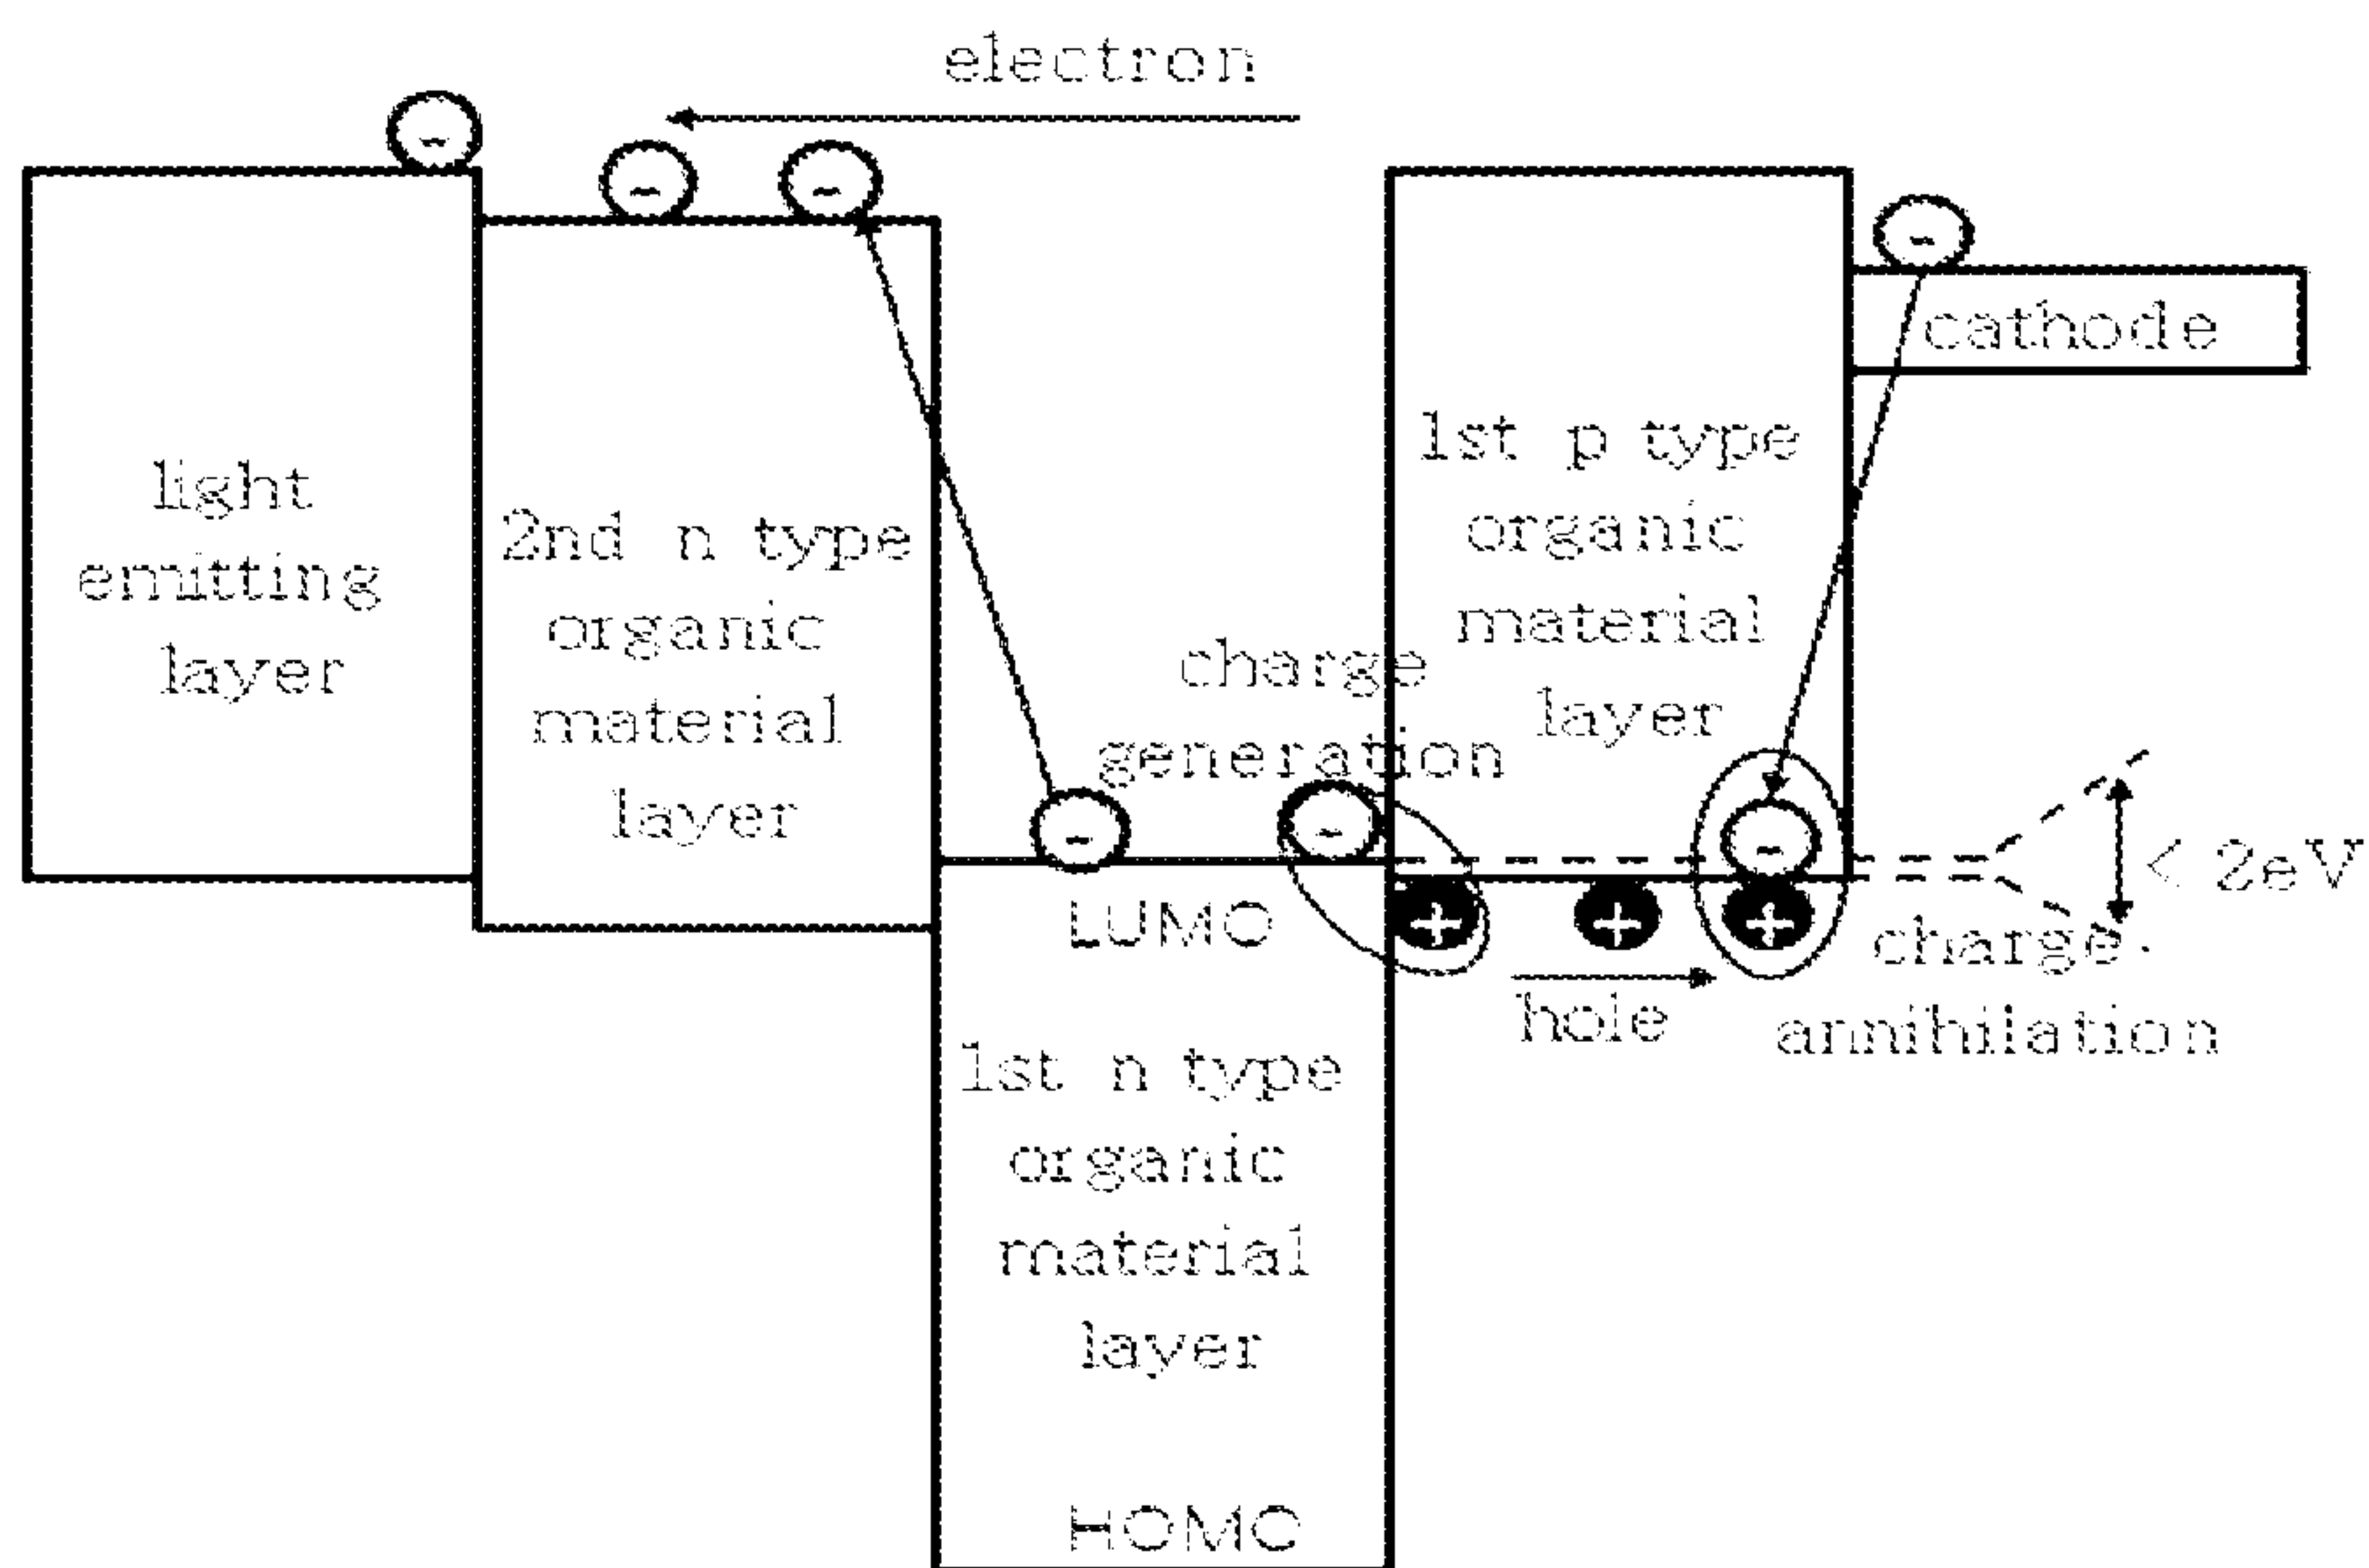 electron
cathode
light
emitting
layer
2nd n type
organic
material
layer
1st p type
organic
material
layer
charge
generation
-
-
-
-
-
-
-
+
+
+
< 2eV
LUMO
hole
charge
annihilation
1st n type
organic
material
layer
HOMO